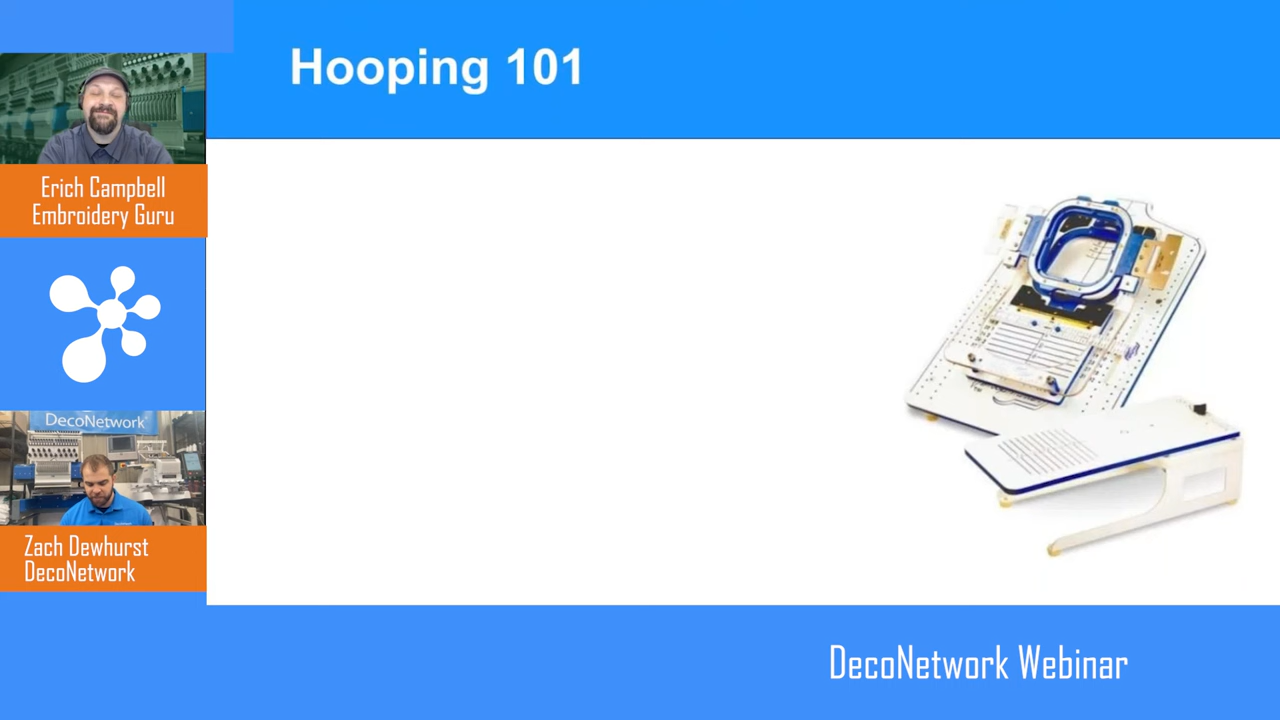 Hooping 101
Erich Campbell
Embroidery Guru
DecoNetwork
Zach Dewhurst
DecoNetwork
DecoNetwork Webinar